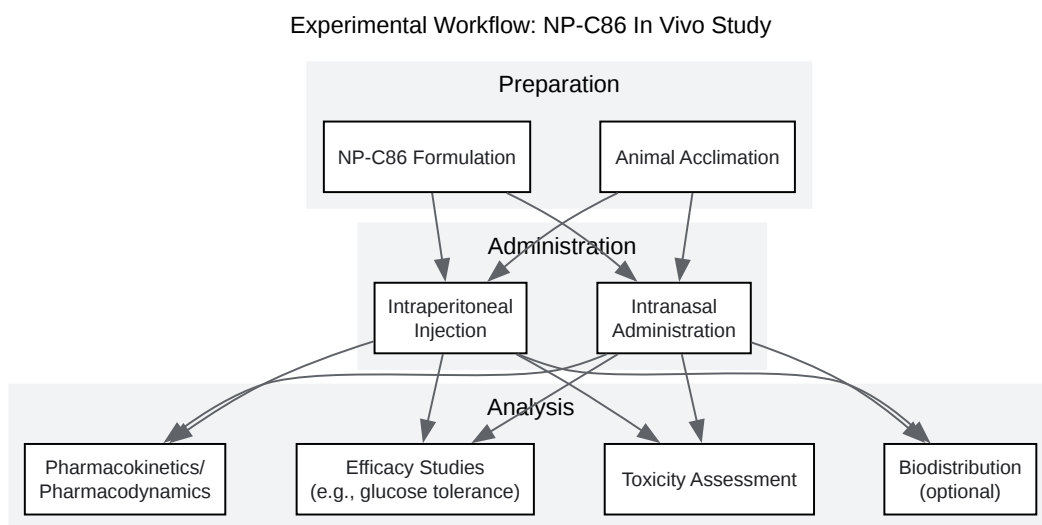 Experimental Workflow: NP-C86 In Vivo Study
Preparation
NP-C86 Formulation
Animal Acclimation
Administration
Intraperitoneal
Injection
Intranasal
Administration
Analysis
Pharmacokinetics/
Pharmacodynamics
Efficacy Studies
(e.g., glucose tolerance)
Toxicity Assessment
Biodistribution
(optional)